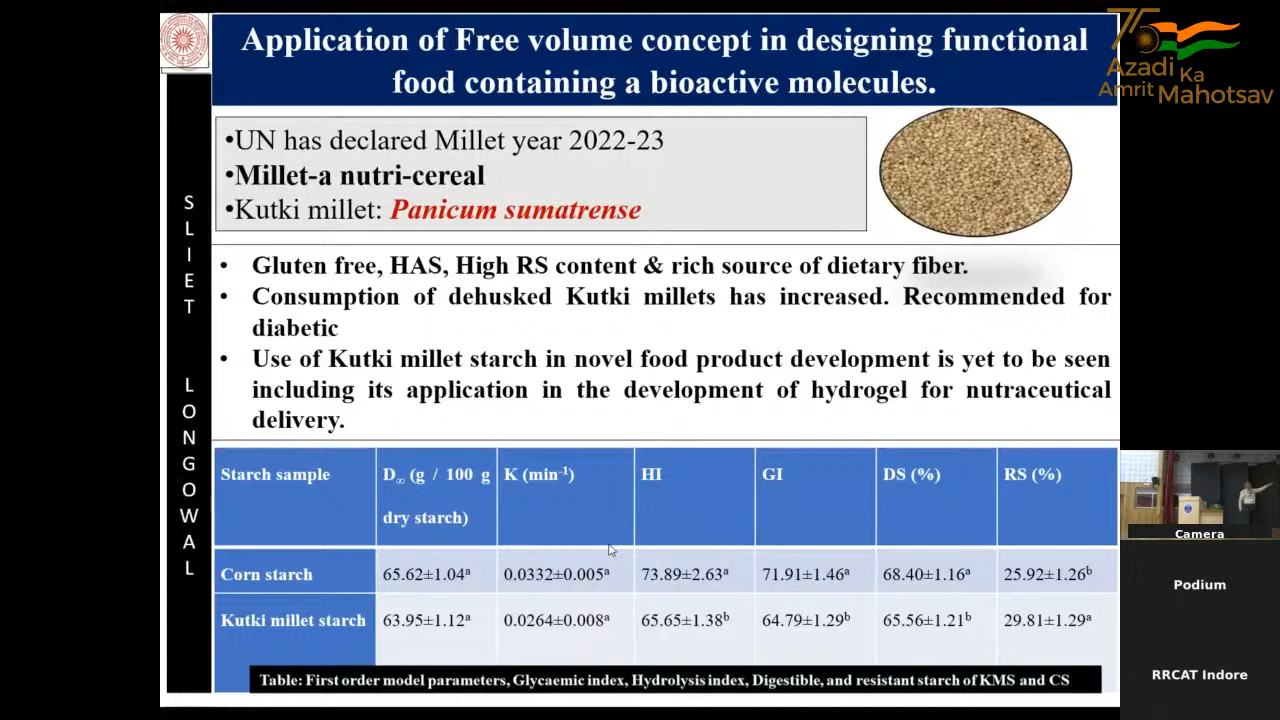 Application of Free volume concept in designing functional
food containing a bioactive molecules.
75
Azadi Ka
Amrit Mahotsav
•UN has declared Millet year 2022-23
•Millet-a nutri-cereal
•Kutki millet: Panicum sumatrense
SLIET LONGOWAL
• Gluten free, HAS, High RS content & rich source of dietary fiber.
• Consumption of dehusked Kutki millets has increased. Recommended for
diabetic
• Use of Kutki millet starch in novel food product development is yet to be seen
including its application in the development of hydrogel for nutraceutical
delivery.
Starch sample D∞ (g / 100 g dry starch) K (min⁻¹) HI GI DS (%) RS (%)
Corn starch 65.62±1.04ᵃ 0.0332±0.005ᵃ 73.89±2.63ᵃ 71.91±1.46ᵃ 68.40±1.16ᵃ 25.92±1.26ᵇ
Kutki millet starch 63.95±1.12ᵃ 0.0264±0.008ᵃ 65.65±1.38ᵇ 64.79±1.29ᵇ 65.56±1.21ᵇ 29.81±1.29ᵃ
Table: First order model parameters, Glycaemic index, Hydrolysis index, Digestible, and resistant starch of KMS and CS
Camera
Podium
RRCAT Indore